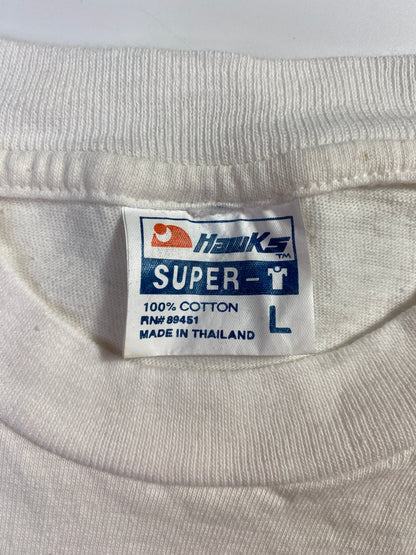 HawKs
TM
SUPER-T
100% COTTON
RN# 89451
MADE IN THAILAND
L